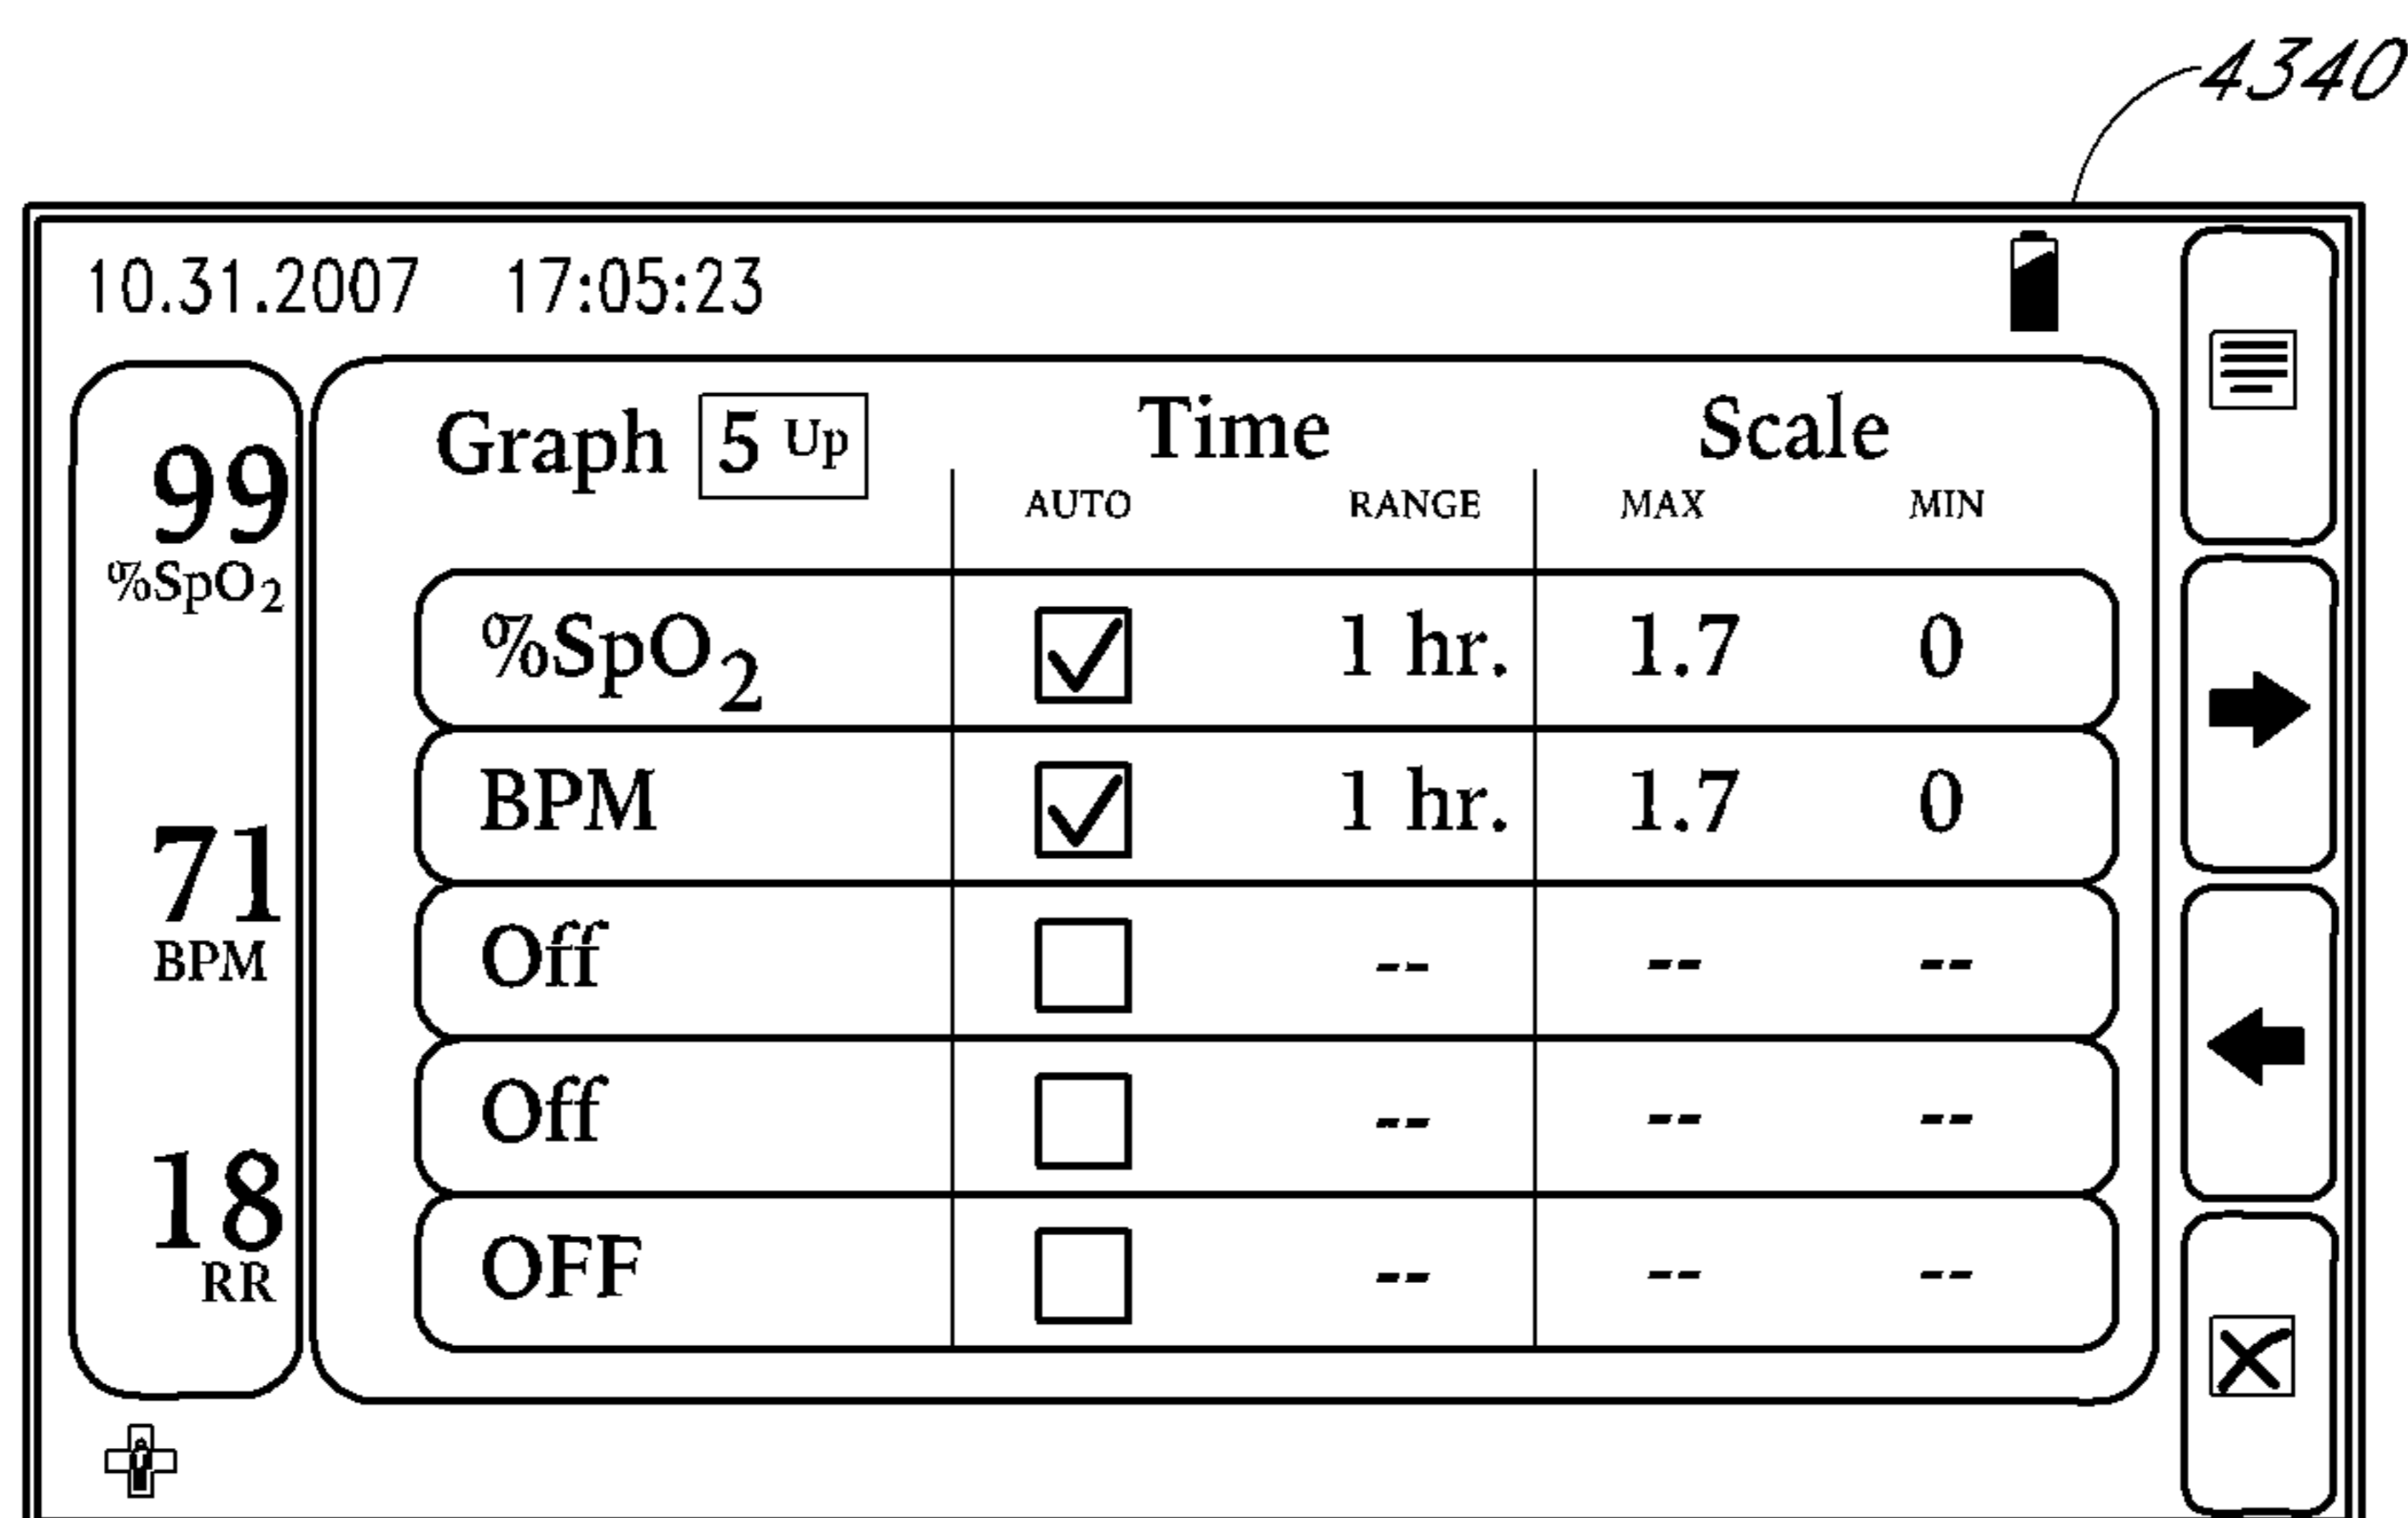 4340
10.31.2007 17:05:23
99
%SpO2
71
BPM
18
RR
Graph 5 Up Time Scale
AUTO RANGE MAX MIN
%SpO2 1 hr. 1.7 0
BPM 1 hr. 1.7 0
Off -- -- --
Off -- -- --
OFF -- -- --